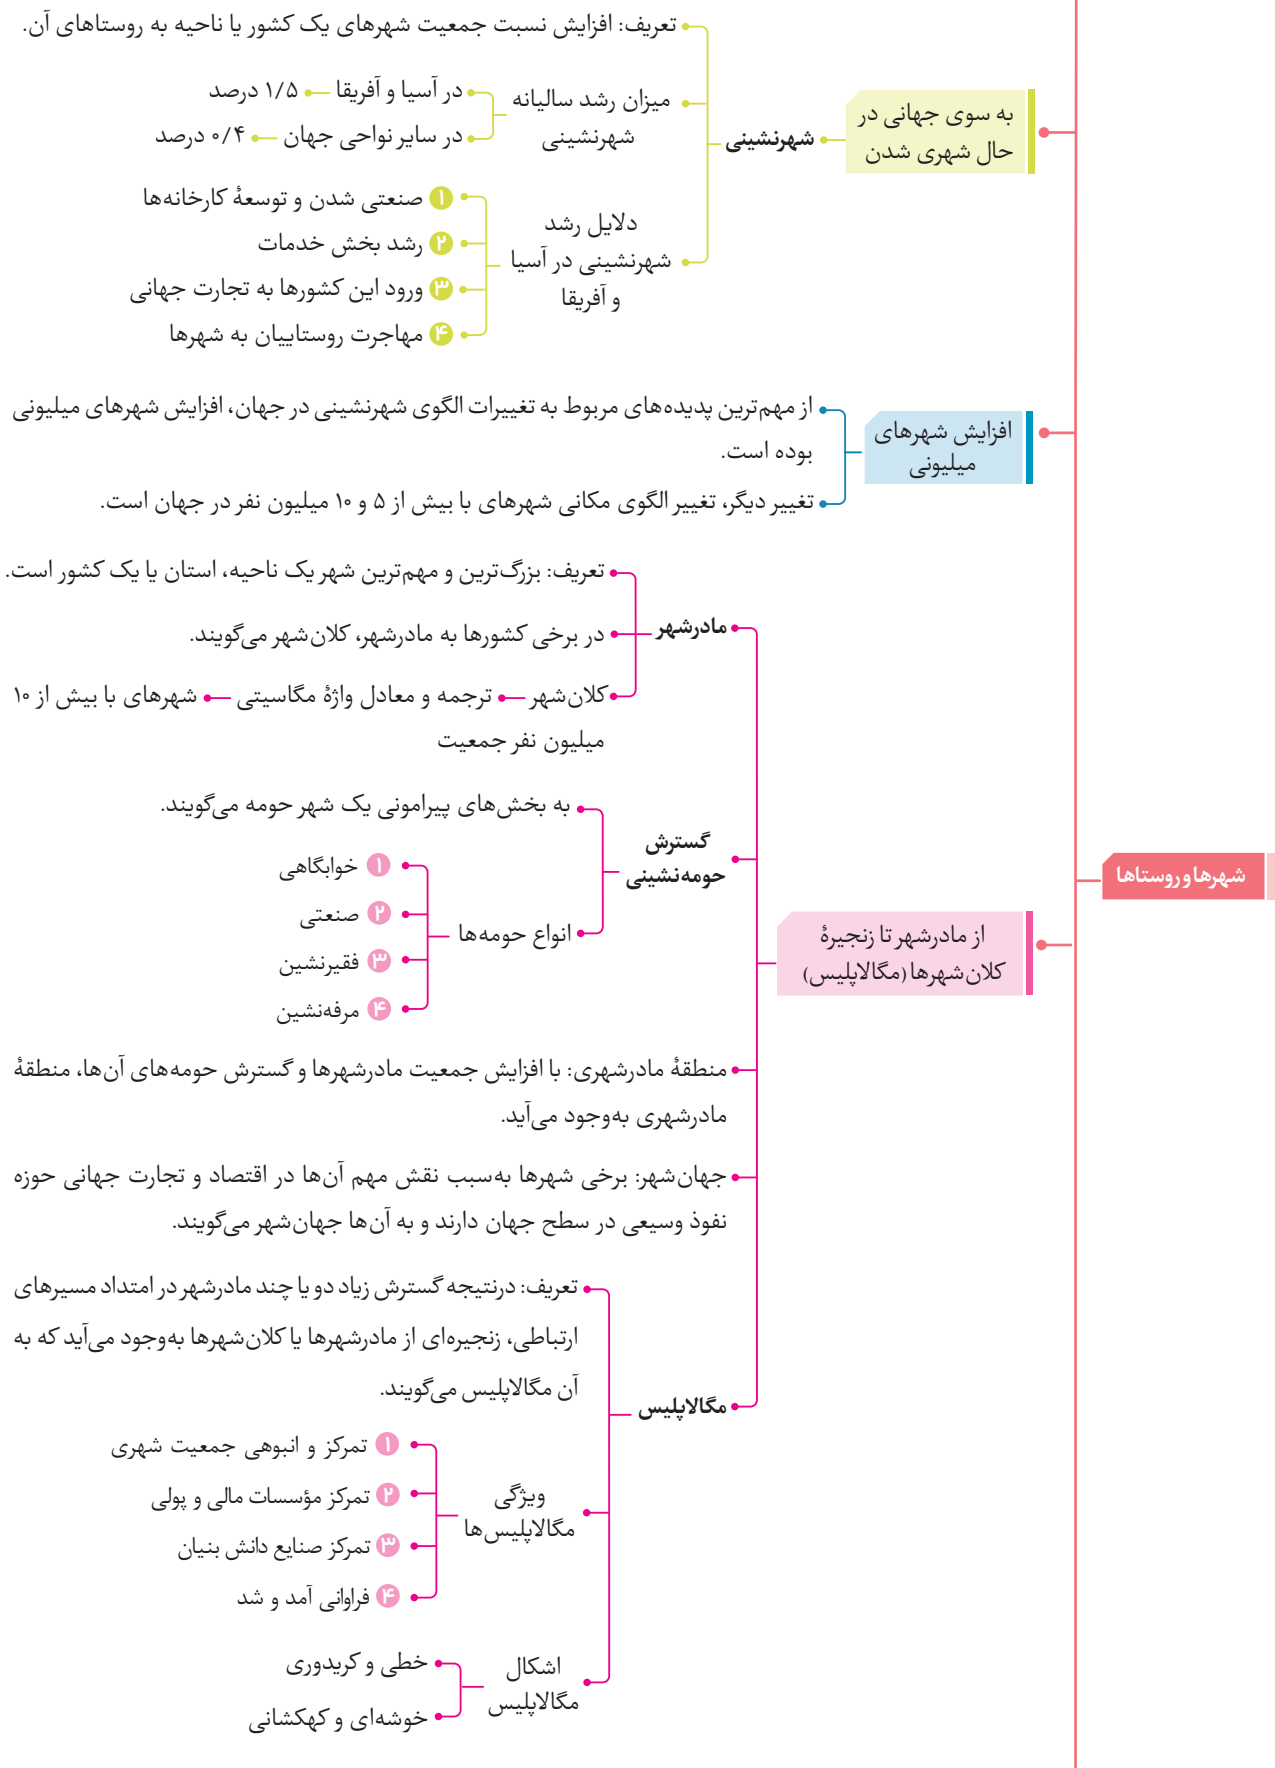 شهرها و روستاها
به سوی جهانی در
حال شهری شدن
شهرنشینی
تعریف: افزایش نسبت جمعیت شهرهای یک کشور یا ناحیه به روستاهای آن.
میزان رشد سالیانه
شهرنشینی
در آسیا و آفریقا ۱/۵ درصد
در سایر نواحی جهان ۰/۴ درصد
دلایل رشد
شهرنشینی در آسیا
و آفریقا
۱ صنعتی شدن و توسعهٔ کارخانه‌ها
۲ رشد بخش خدمات
۳ ورود این کشورها به تجارت جهانی
۴ مهاجرت روستاییان به شهرها
افزایش شهرهای
میلیونی
از مهم‌ترین پدیده‌های مربوط به تغییرات الگوی شهرنشینی در جهان، افزایش شهرهای میلیونی
بوده است.
تغییر دیگر، تغییر الگوی مکانی شهرهای با بیش از ۵ و ۱۰ میلیون نفر در جهان است.
از مادرشهر تا زنجیرهٔ
کلان‌شهرها (مگالاپلیس)
مادرشهر
تعریف: بزرگ‌ترین و مهم‌ترین شهر یک ناحیه، استان یا یک کشور است.
در برخی کشورها به مادرشهر، کلان‌شهر می‌گویند.
کلان‌شهر ترجمه و معادل واژهٔ مگاسیتی شهرهای با بیش از ۱۰
میلیون نفر جمعیت
گسترش
حومه‌نشینی
به بخش‌های پیرامونی یک شهر حومه می‌گویند.
انواع حومه‌ها
۱ خوابگاهی
۲ صنعتی
۳ فقیرنشین
۴ مرفه‌نشین
منطقهٔ مادرشهری: با افزایش جمعیت مادرشهرها و گسترش حومه‌های آن‌ها، منطقهٔ
مادرشهری به‌وجود می‌آید.
جهان‌شهر: برخی شهرها به‌سبب نقش مهم آن‌ها در اقتصاد و تجارت جهانی حوزه
نفوذ وسیعی در سطح جهان دارند و به آن‌ها جهان‌شهر می‌گویند.
مگالاپلیس
تعریف: درنتیجه گسترش زیاد دو یا چند مادرشهر در امتداد مسیرهای
ارتباطی، زنجیره‌ای از مادرشهرها یا کلان‌شهرها به‌وجود می‌آید که به
آن مگالاپلیس می‌گویند.
ویژگی
مگالاپلیس‌ها
۱ تمرکز و انبوهی جمعیت شهری
۲ تمرکز مؤسسات مالی و پولی
۳ تمرکز صنایع دانش بنیان
۴ فراوانی آمد و شد
اشکال
مگالاپلیس
خطی و کریدوری
خوشه‌ای و کهکشانی